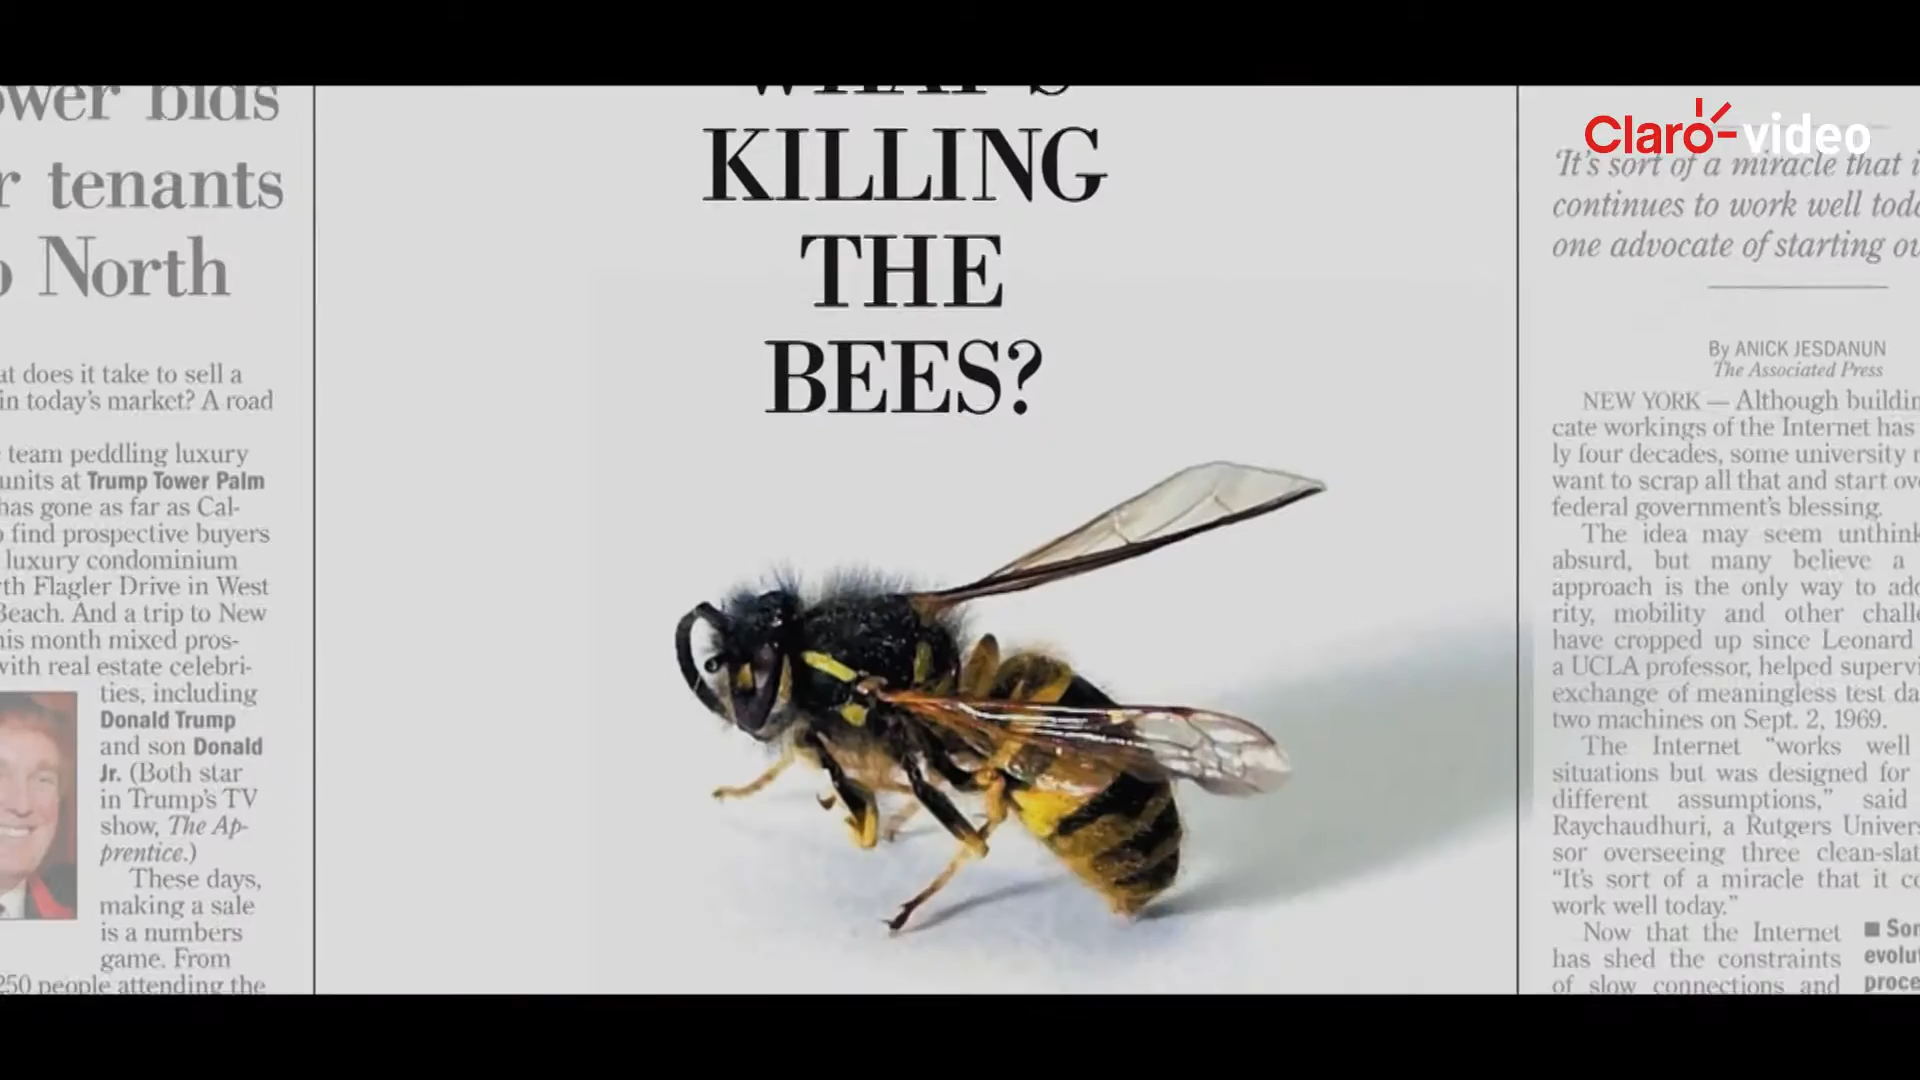 ower bids
r tenants
o North
at does it take to sell a
in today's market? A road
team peddling luxury
units at Trump Tower Palm
has gone as far as Cal-
o find prospective buyers
luxury condominium
th Flagler Drive in West
Beach. And a trip to New
his month mixed pros-
with real estate celebri-
ties, including
Donald Trump
and son Donald
Jr. (Both star
in Trump's TV
show, The Ap-
prentice.)
These days,
making a sale
is a numbers
game. From
250 people attending the
WHAT'S
KILLING
THE
BEES?
Claro video
'It's sort of a miracle that i
continues to work well toda
one advocate of starting ov
By ANICK JESDANUN
The Associated Press
NEW YORK — Although buildin
cate workings of the Internet has
ly four decades, some university r
want to scrap all that and start ove
federal government's blessing.
The idea may seem unthink
absurd, but many believe a
approach is the only way to add
rity, mobility and other challe
have cropped up since Leonard
a UCLA professor, helped supervi
exchange of meaningless test da
two machines on Sept. 2, 1969.
The Internet “works well
situations but was designed for
different assumptions,” said
Raychaudhuri, a Rutgers Univers
sor overseeing three clean-slat
“It's sort of a miracle that it co
work well today.”
Now that the Internet
has shed the constraints
of slow connections and
■ Son
evolut
proce